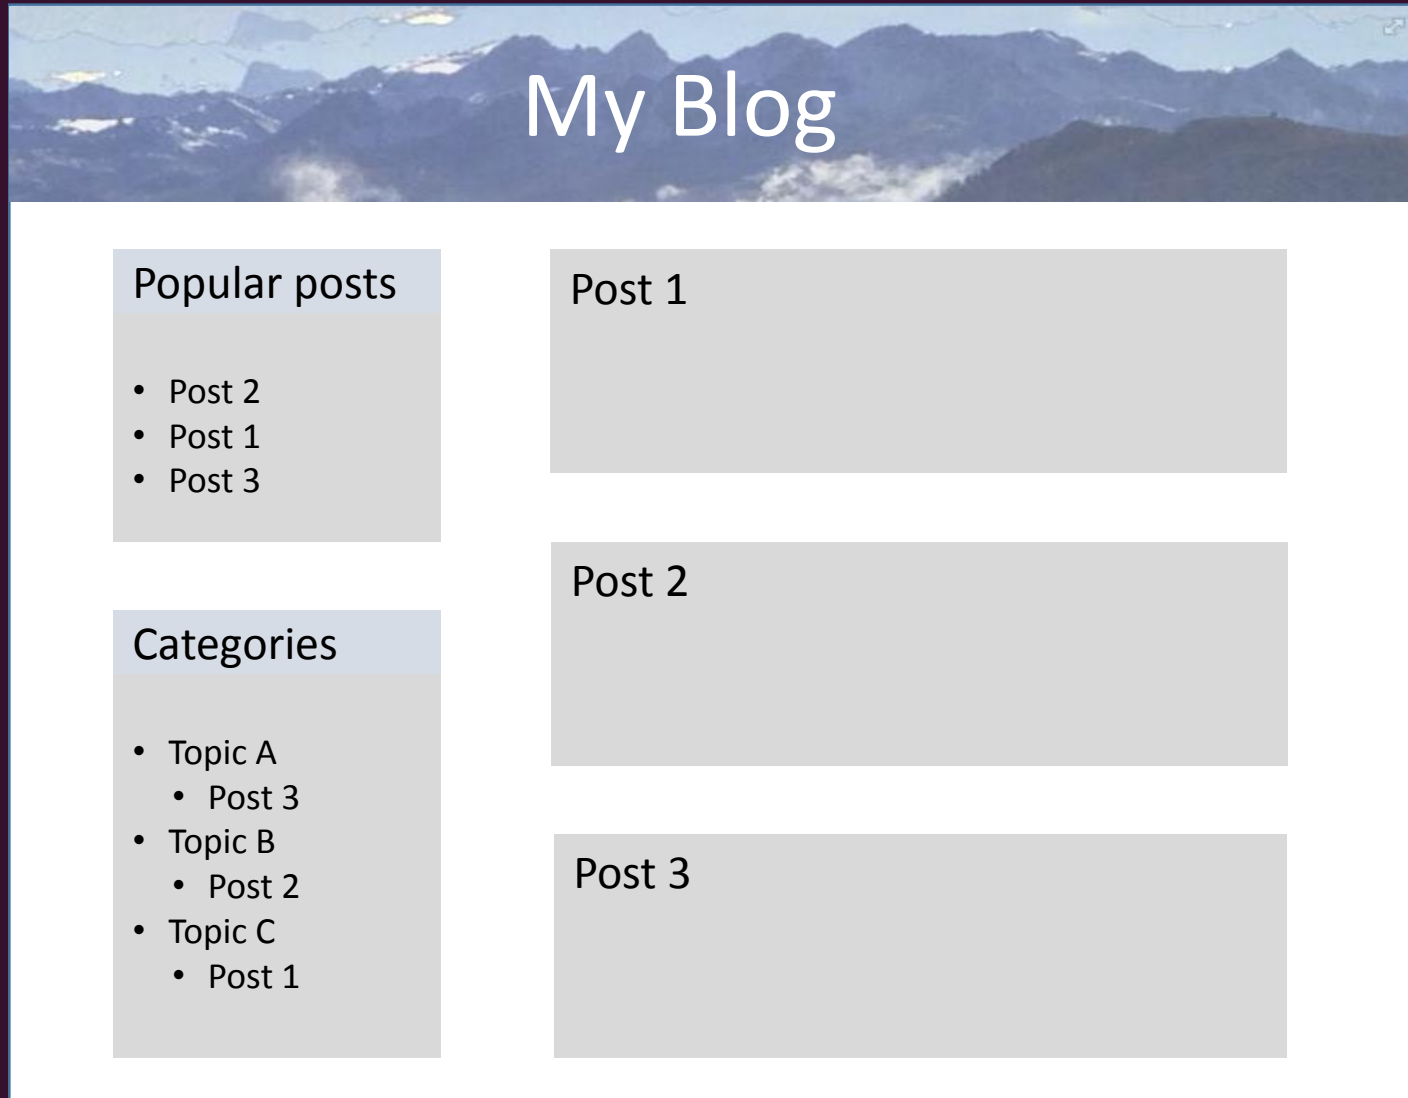 My Blog
Popular posts
• Post 2
• Post 1
• Post 3
Categories
• Topic A
• Post 3
• Topic B
• Post 2
• Topic C
• Post 1
Post 1
Post 2
Post 3